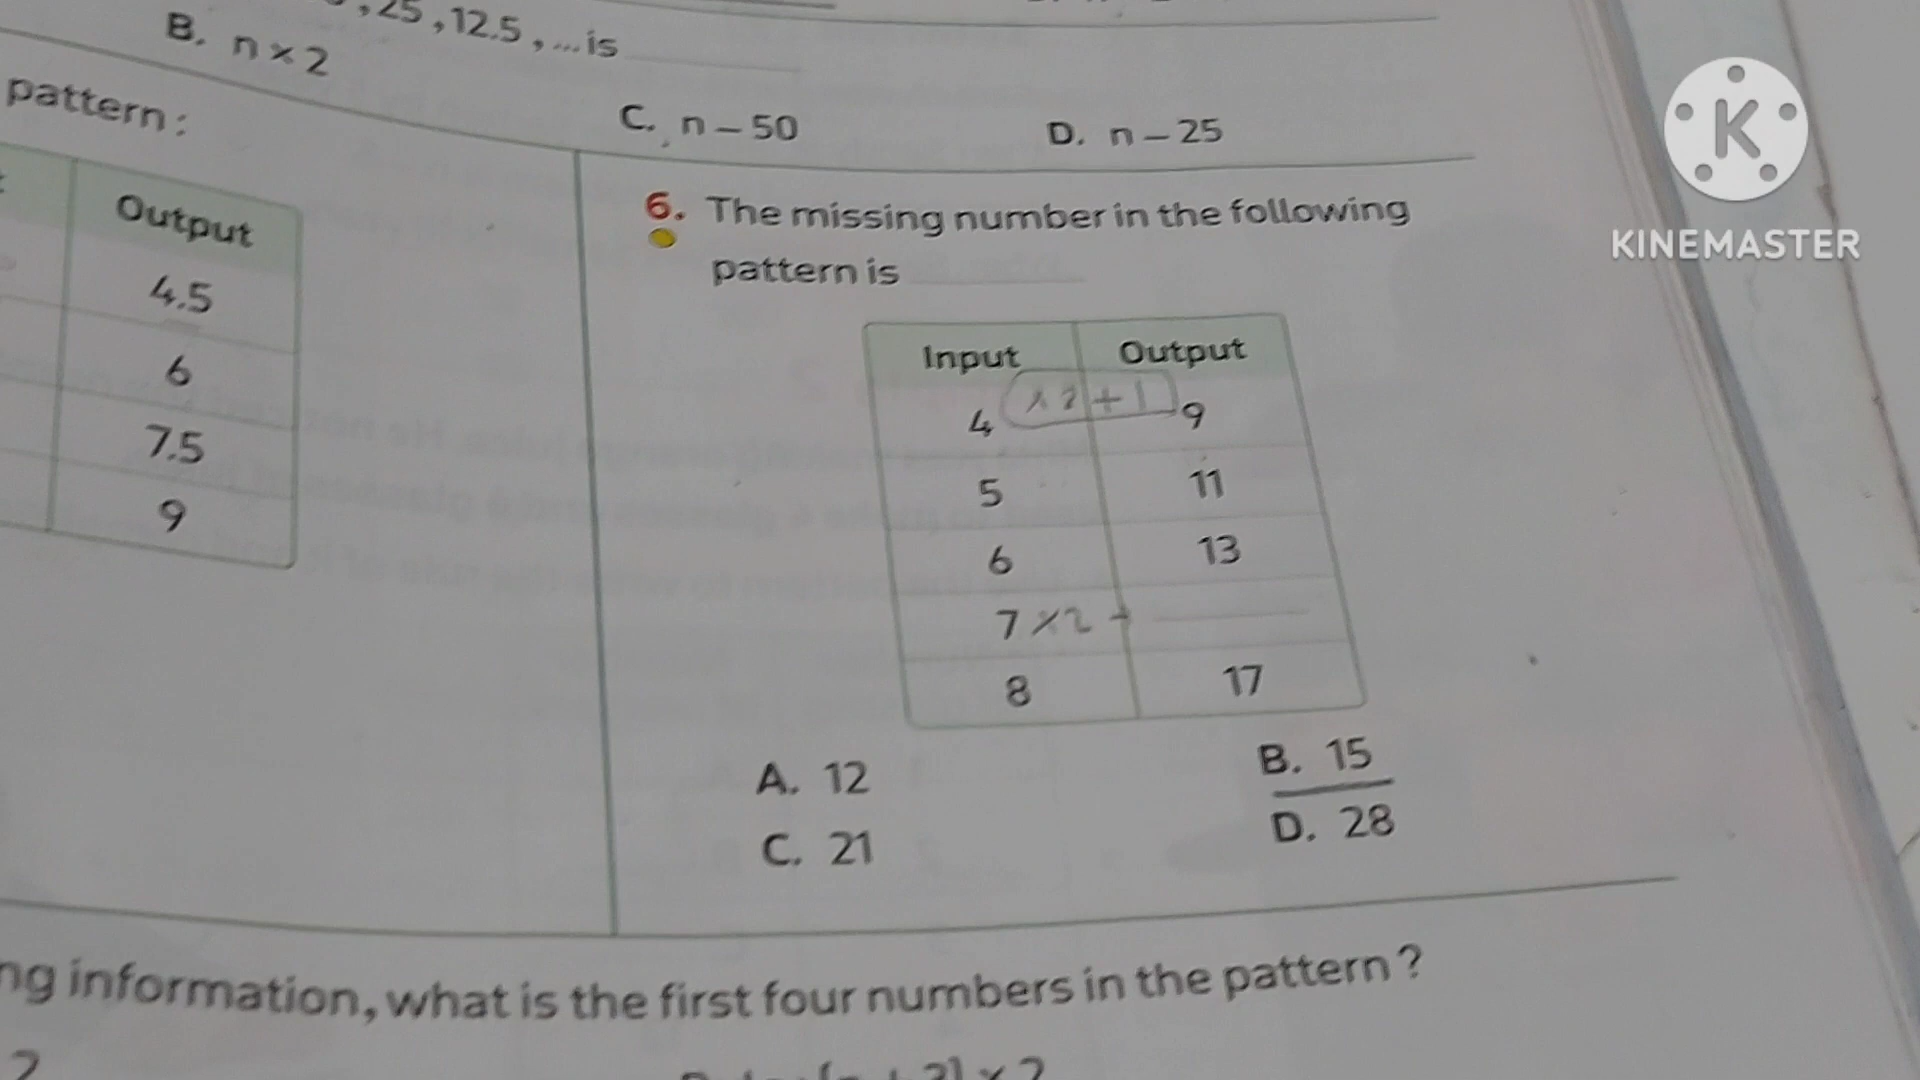 ,25, 12.5, ... is
B. n × 2
C. n – 50
D. n – 25
pattern :
Output
4.5
6
7.5
9
6. The missing number in the following
pattern is
Input Output
4 × 2 + 1 9
5 11
6 13
7 × 2 +
8 17
A. 12 B. 15
C. 21 D. 28
ng information, what is the first four numbers in the pattern ?
K
KINEMASTER